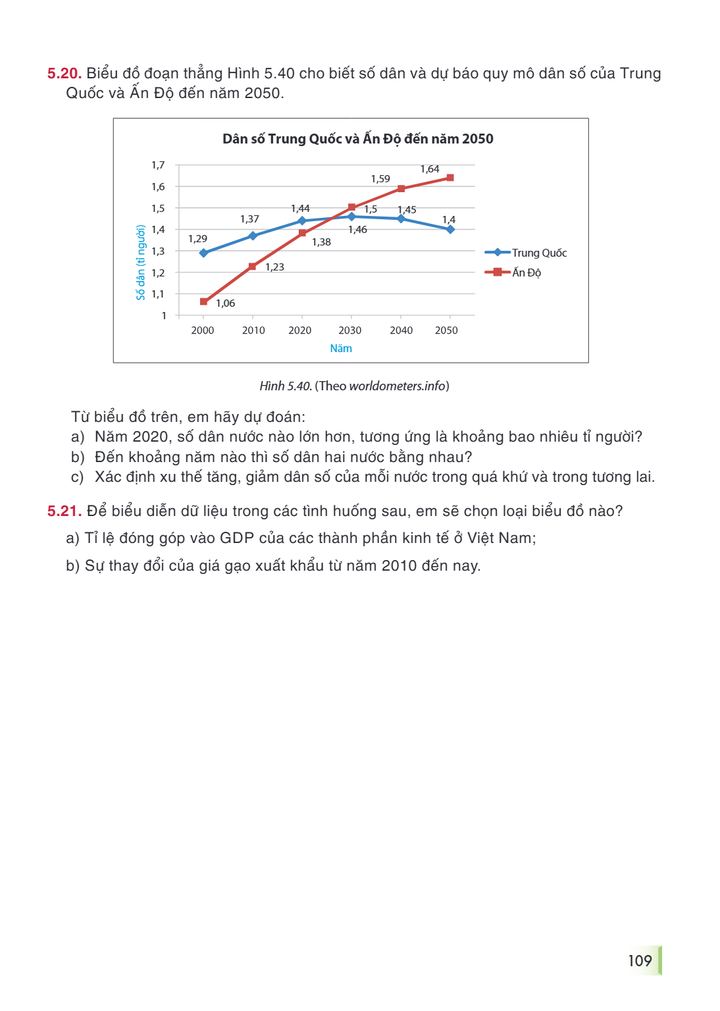 5.20. Biểu đồ đoạn thẳng Hình 5.40 cho biết số dân và dự báo quy mô dân số của Trung
Quốc và Ấn Độ đến năm 2050.
Dân số Trung Quốc và Ấn Độ đến năm 2050
Số dân (tỉ người)
1,7
1,6
1,5
1,4
1,3
1,2
1,1
1
1,29
1,37
1,44
1,46
1,45
1,4
1,06
1,23
1,38
1,5
1,59
1,64
Trung Quốc
Ấn Độ
2000 2010 2020 2030 2040 2050
Năm
Hình 5.40. (Theo worldometers.info)
Từ biểu đồ trên, em hãy dự đoán:
a) Năm 2020, số dân nước nào lớn hơn, tương ứng là khoảng bao nhiêu tỉ người?
b) Đến khoảng năm nào thì số dân hai nước bằng nhau?
c) Xác định xu thế tăng, giảm dân số của mỗi nước trong quá khứ và trong tương lai.
5.21. Để biểu diễn dữ liệu trong các tình huống sau, em sẽ chọn loại biểu đồ nào?
a) Tỉ lệ đóng góp vào GDP của các thành phần kinh tế ở Việt Nam;
b) Sự thay đổi của giá gạo xuất khẩu từ năm 2010 đến nay.
109